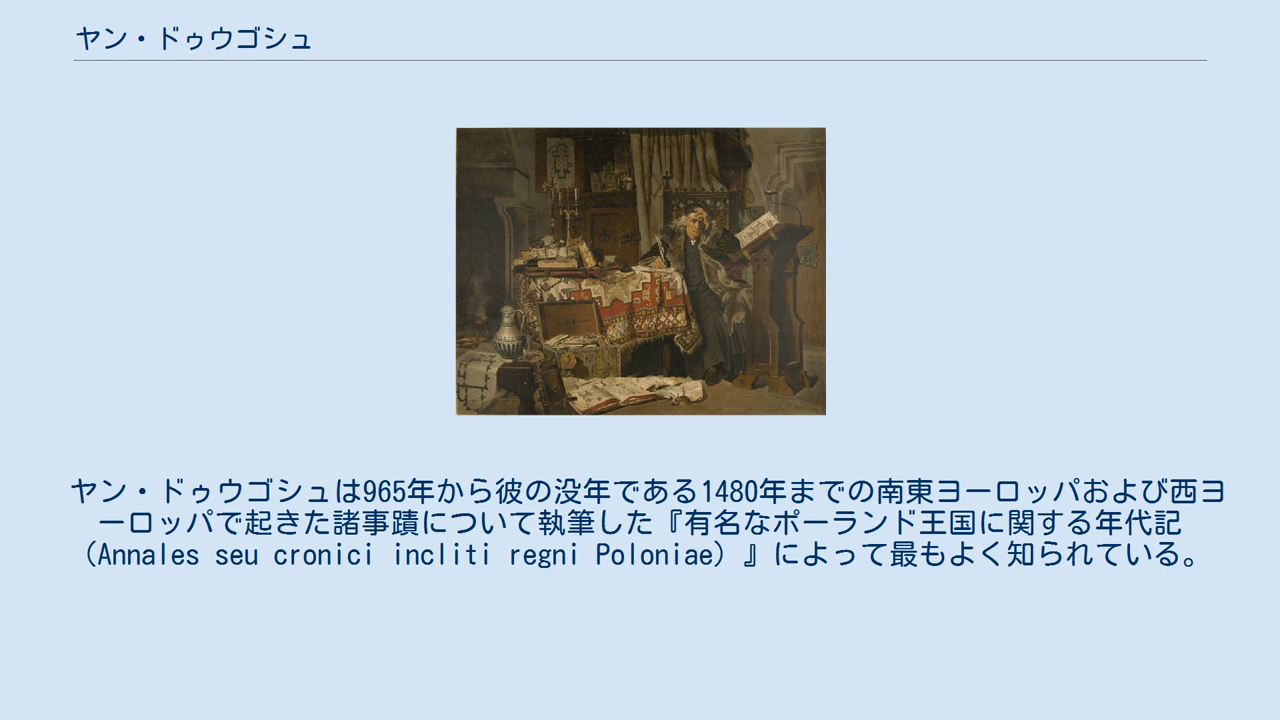 ヤン・ドゥウゴシュ
ヤン・ドゥウゴシュは965年から彼の没年である1480年までの南東ヨーロッパおよび西ヨ
ーロッパで起きた諸事蹟について執筆した『有名なポーランド王国に関する年代記
（Annales seu cronici incliti regni Poloniae）』によって最もよく知られている。